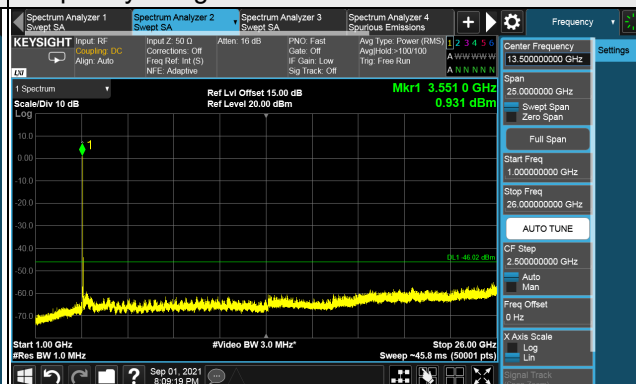 Spectrum Analyzer 1
Swept SA
Spectrum Analyzer 2
Swept SA
Spectrum Analyzer 3
Swept SA
Spectrum Analyzer 4
Spurious Emissions
Frequency
KEYSIGHT
Input: RF
Coupling: DC
Align: Auto
Input Z: 50 Ω
Corrections: Off
Freq Ref: Int (S)
NFE: Adaptive
Atten: 16 dB
PNO: Fast
Gate: Off
IF Gain: Low
Sig Track: Off
Avg Type: Power (RMS)
Avg|Hold:>100/100
Trig: Free Run
1 2 3 4 5 6
A W W W W W
A N N N N N
LXI
1 Spectrum
Scale/Div 10 dB
Log
Ref Lvl Offset 15.00 dB
Ref Level 20.00 dBm
Mkr1 3.551 0 GHz
0.931 dBm
10.0
0.00
-10.0
-20.0
-30.0
-40.0
-50.0
-60.0
-70.0
1
DL1 -46.02 dBm
Start 1.00 GHz
#Res BW 1.0 MHz
#Video BW 3.0 MHz*
Stop 26.00 GHz
Sweep ~45.8 ms (50001 pts)
Sep 01, 2021
8:09:19 PM
Center Frequency
13.500000000 GHz
Settings
Span
25.0000000 GHz
Swept Span
Zero Span
Full Span
Start Freq
1.000000000 GHz
Stop Freq
26.000000000 GHz
AUTO TUNE
CF Step
2.500000000 GHz
Auto
Man
Freq Offset
0 Hz
X Axis Scale
Log
Lin
Signal Track